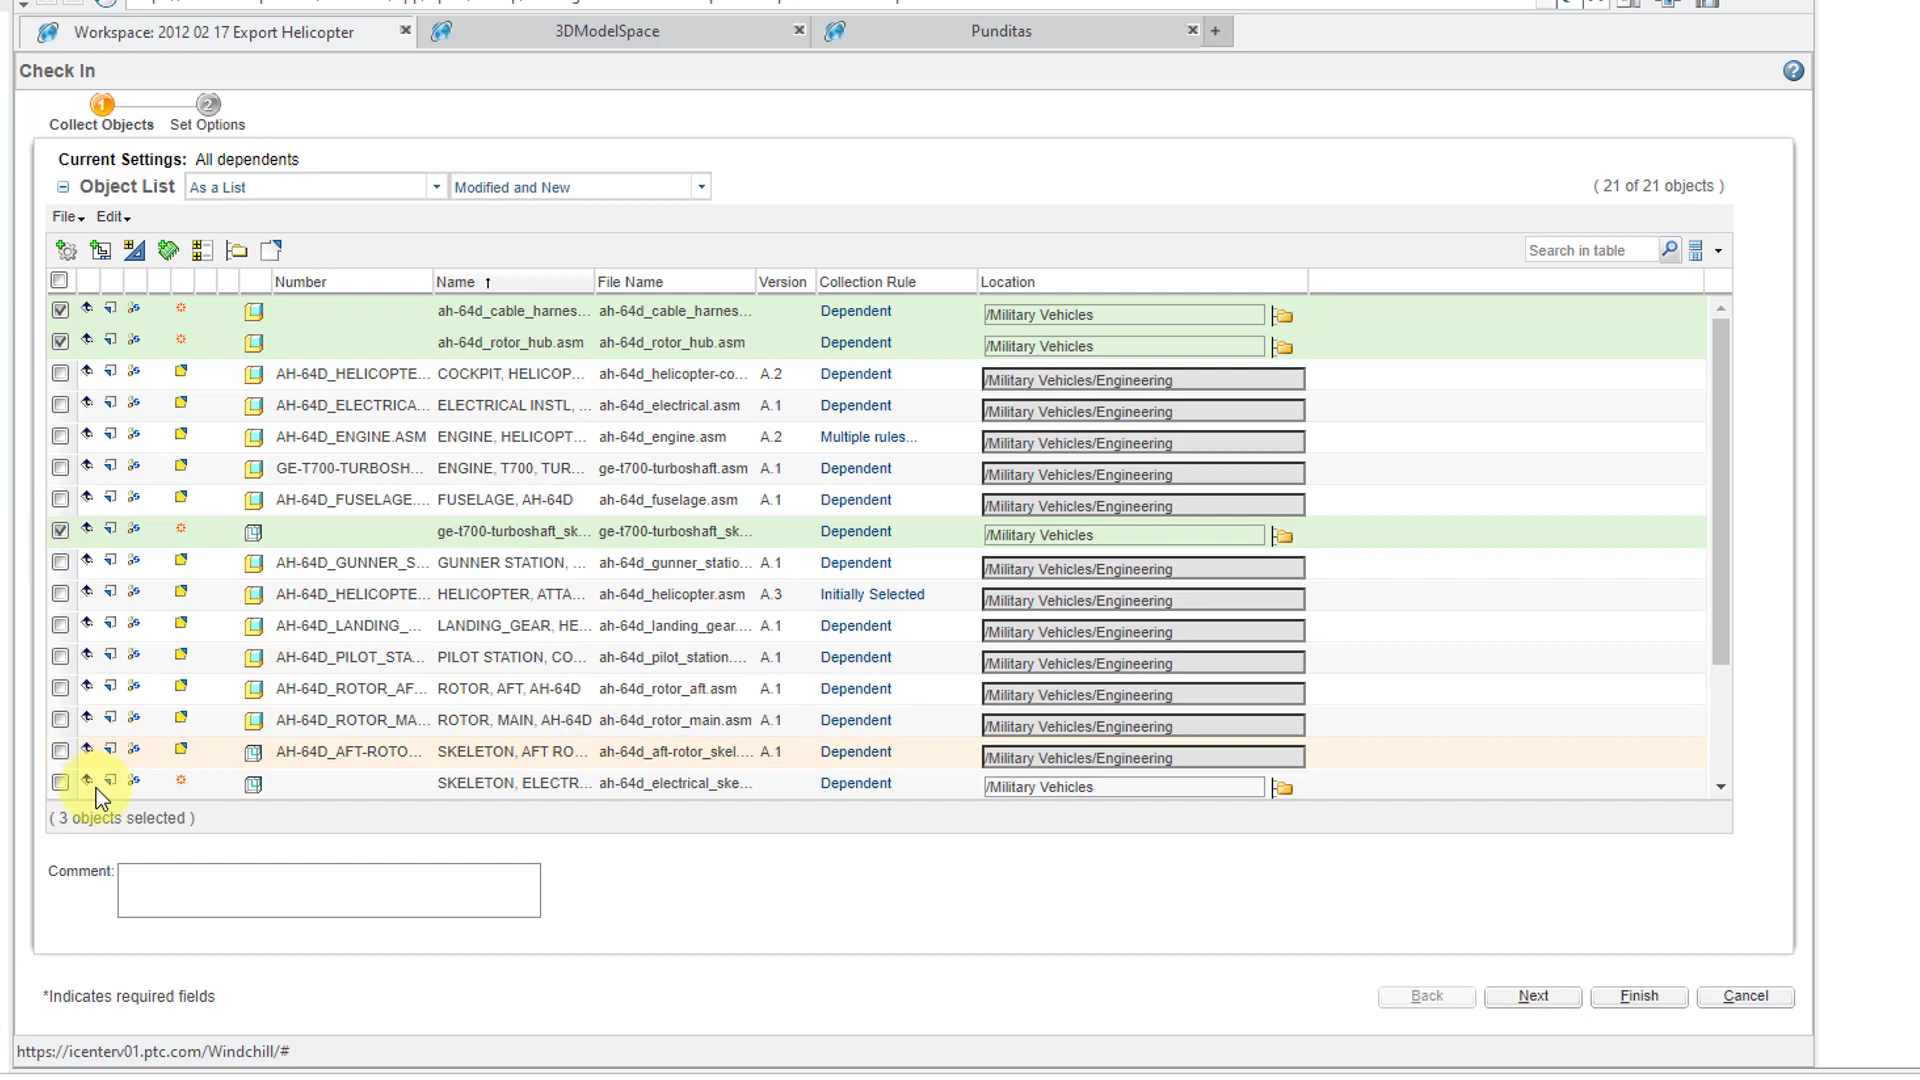 Workspace: 2012 02 17 Export Helicopter
3DModelSpace
Punditas
Check In
1 2
Collect Objects Set Options
Current Settings: All dependents
Object List As a List Modified and New ( 21 of 21 objects )
File Edit
Search in table
Number Name File Name Version Collection Rule Location
ah-64d_cable_harnes... ah-64d_cable_harnes... Dependent /Military Vehicles
ah-64d_rotor_hub.asm ah-64d_rotor_hub.asm Dependent /Military Vehicles
AH-64D_HELICOPTE... COCKPIT, HELICOP... ah-64d_helicopter-co... A.2 Dependent /Military Vehicles/Engineering
AH-64D_ELECTRICA... ELECTRICAL INSTL, ... ah-64d_electrical.asm A.1 Dependent /Military Vehicles/Engineering
AH-64D_ENGINE.ASM ENGINE, HELICOPT... ah-64d_engine.asm A.2 Multiple rules... /Military Vehicles/Engineering
GE-T700-TURBOSH... ENGINE, T700, TUR... ge-t700-turboshaft.asm A.1 Dependent /Military Vehicles/Engineering
AH-64D_FUSELAGE.... FUSELAGE, AH-64D ah-64d_fuselage.asm A.1 Dependent /Military Vehicles/Engineering
ge-t700-turboshaft_sk... ge-t700-turboshaft_sk... Dependent /Military Vehicles
AH-64D_GUNNER_S... GUNNER STATION, ... ah-64d_gunner_statio... A.1 Dependent /Military Vehicles/Engineering
AH-64D_HELICOPTE... HELICOPTER, ATTA... ah-64d_helicopter.asm A.3 Initially Selected /Military Vehicles/Engineering
AH-64D_LANDING_... LANDING_GEAR, HE... ah-64d_landing_gear.... A.1 Dependent /Military Vehicles/Engineering
AH-64D_PILOT_STA... PILOT STATION, CO... ah-64d_pilot_station.... A.1 Dependent /Military Vehicles/Engineering
AH-64D_ROTOR_AF... ROTOR, AFT, AH-64D ah-64d_rotor_aft.asm A.1 Dependent /Military Vehicles/Engineering
AH-64D_ROTOR_MA... ROTOR, MAIN, AH-64D ah-64d_rotor_main.asm A.1 Dependent /Military Vehicles/Engineering
AH-64D_AFT-ROTO... SKELETON, AFT RO... ah-64d_aft-rotor_skel.... A.1 Dependent /Military Vehicles/Engineering
SKELETON, ELECTR... ah-64d_electrical_ske... Dependent /Military Vehicles
( 3 objects selected )
Comment:
*Indicates required fields
Back Next Finish Cancel
https://icenterv01.ptc.com/Windchill/#